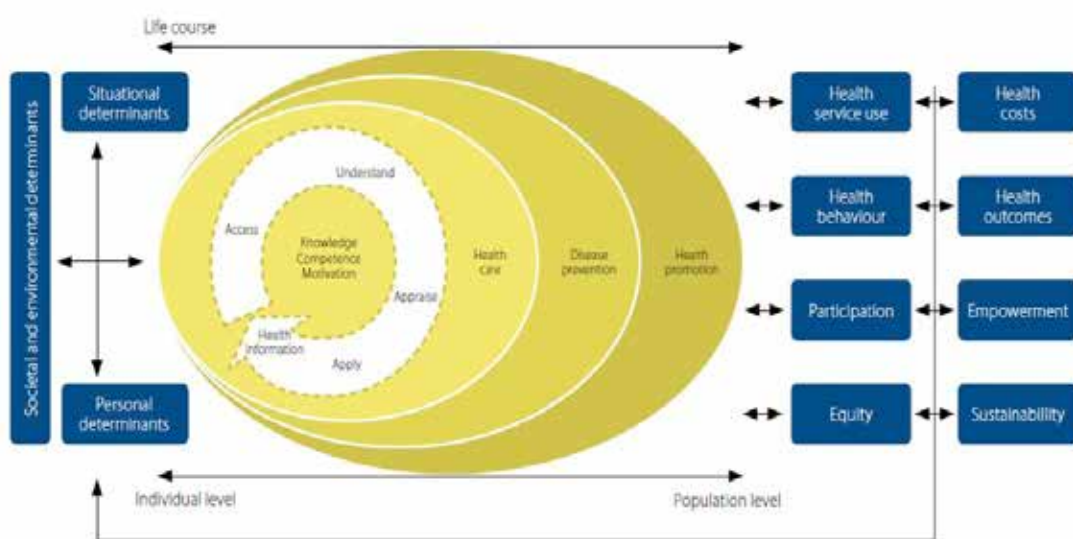 Life course
Societal and environmental determinants
Situational
determinants
Personal
determinants
Understand
Access
Knowledge
Competence
Motivation
Appraise
Health
information
Apply
Health
care
Disease
prevention
Health
promotion
Health
service use
Health
costs
Health
behaviour
Health
outcomes
Participation
Empowerment
Equity
Sustainability
Individual level
Population level